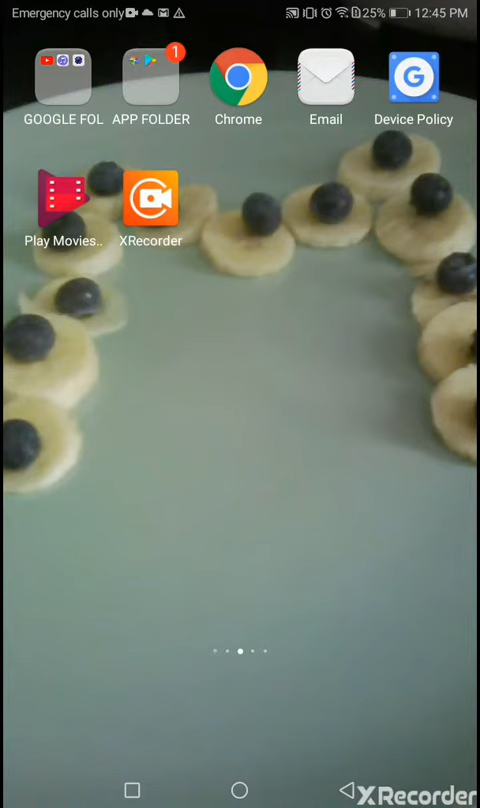 Emergency calls only 25% 12:45 PM
1
GOOGLE FOL APP FOLDER Chrome Email Device Policy
Play Movies.. XRecorder
XRecorder